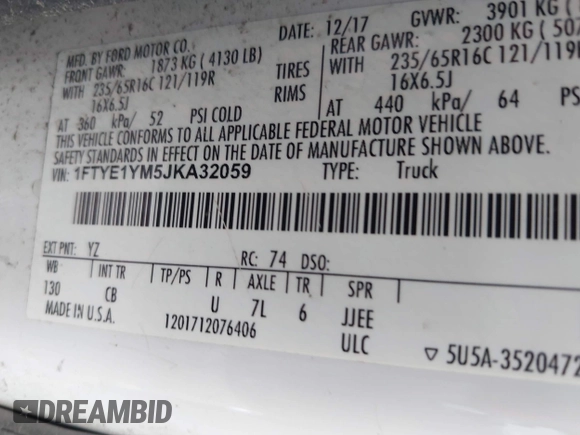 MFD. BY FORD MOTOR CO.
DATE: 12/17 GVWR: 3901 KG (
FRONT GAWR: 1873 KG (4130 LB)
REAR GAWR: 2300 KG (50
WITH 235/65R16C 121/119R TIRES WITH 235/65R16C 121/119R
16X6.5J RIMS 16X6.5J
AT 360 kPa/ 52 PSI COLD AT 440 kPa/ 64 PSI
THIS VEHICLE CONFORMS TO ALL APPLICABLE FEDERAL MOTOR VEHICLE
SAFETY STANDARDS IN EFFECT ON THE DATE OF MANUFACTURE SHOWN ABOVE.
VIN: 1FTYE1YM5JKA32059 TYPE: Truck
EXT PNT: YZ RC: 74 DSO:
WB INT TR TP/PS R AXLE TR SPR
130 CB U 7L 6 JJEE
MADE IN U.S.A. 1201712076406 ULC ▽ 5U5A-3520472
DREAMBID